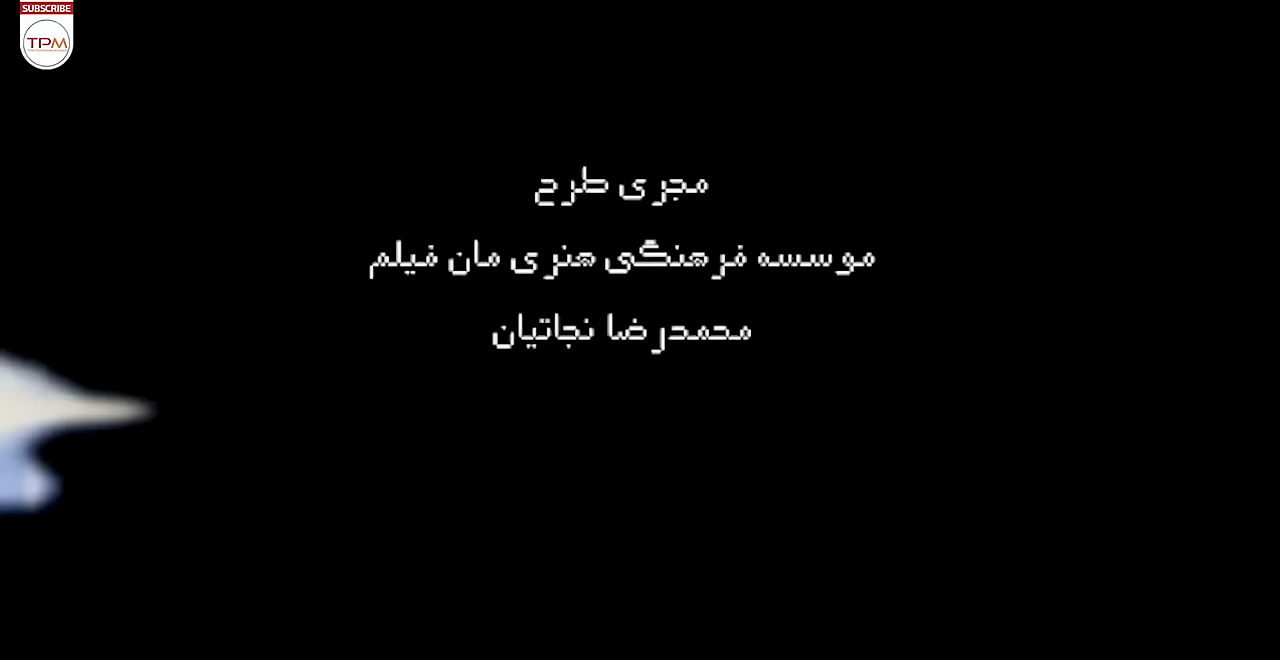 SUBSCRIBE
TPM
مجری طرح
موسسه فرهنگی هنری مان فیلم
محمدرضا نجاتیان